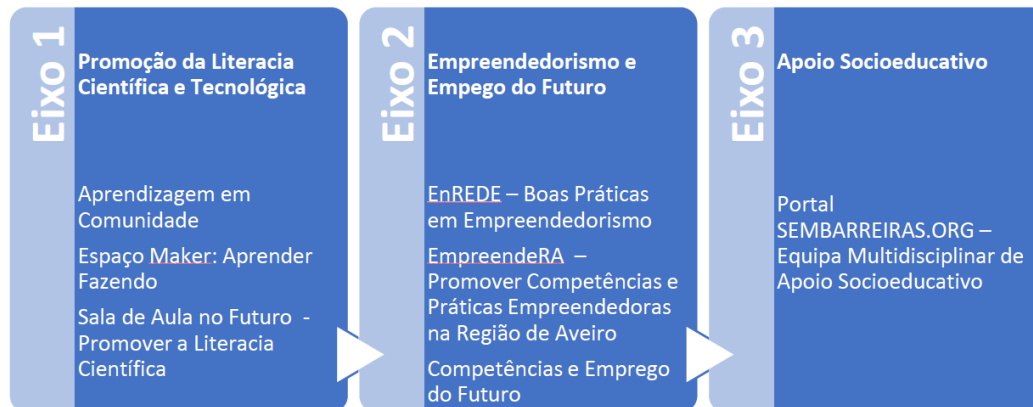 Eixo 1
Promoção da Literacia
Científica e Tecnológica
Aprendizagem em
Comunidade
Espaço Maker: Aprender
Fazendo
Sala de Aula no Futuro -
Promover a Literacia
Científica
Eixo 2
Empreendedorismo e
Empego do Futuro
EnREDE – Boas Práticas
em Empreendedorismo
EmpreendeRA –
Promover Competências e
Práticas Empreendedoras
na Região de Aveiro
Competências e Emprego
do Futuro
Eixo 3
Apoio Socioeducativo
Portal
SEMBARREIRAS.ORG –
Equipa Multidisciplinar de
Apoio Socioeducativo